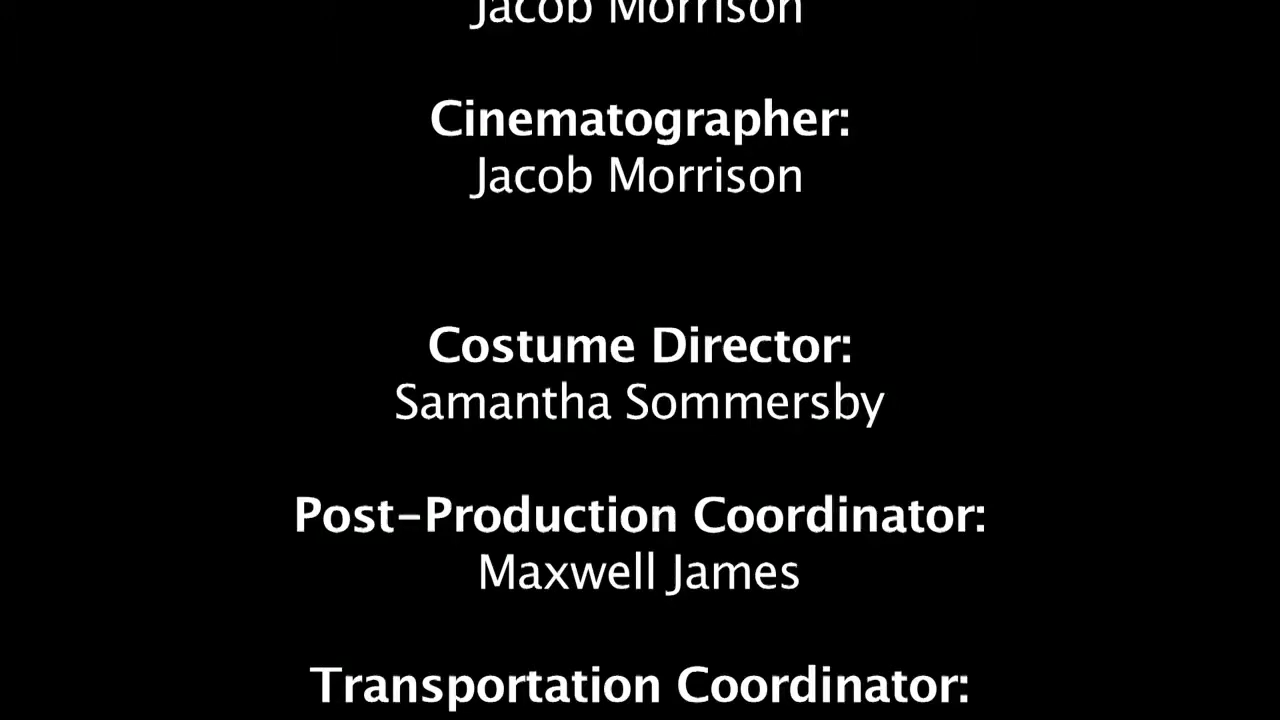 Jacob Morrison
Cinematographer:
Jacob Morrison
Costume Director:
Samantha Sommersby
Post-Production Coordinator:
Maxwell James
Transportation Coordinator: